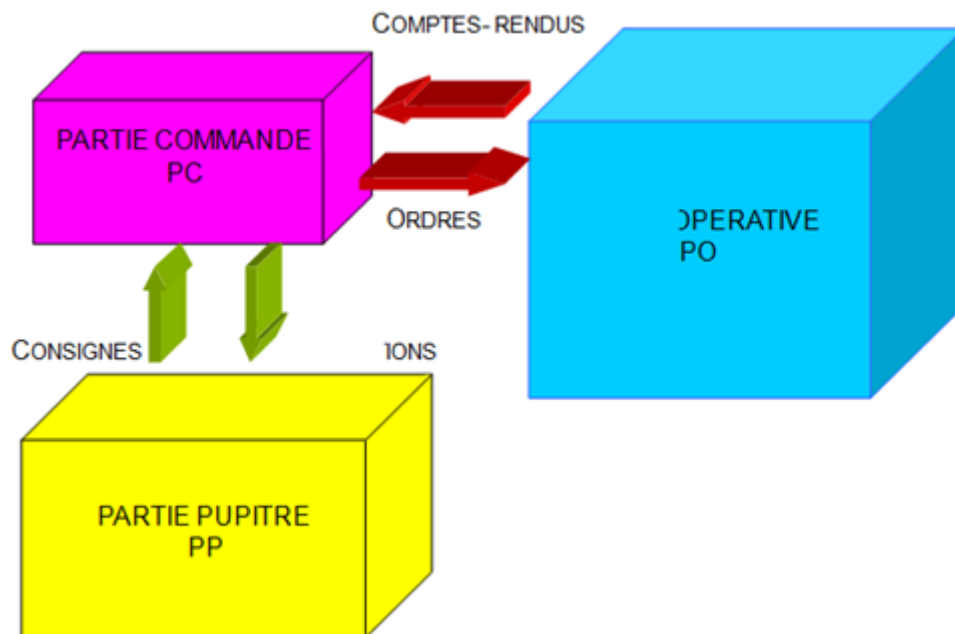 COMPTES-RENDUS
PARTIE COMMANDE
PC
ORDRES
PO
CONSIGNES
PARTIE PUPITRE
PP